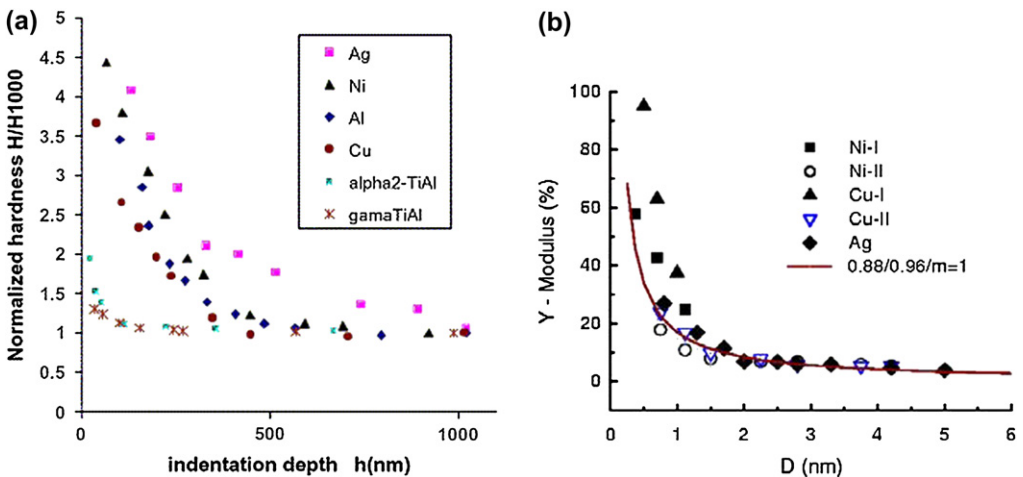 (a)
Normalized hardness H/H1000
5
4.5
4
3.5
3
2.5
2
1.5
1
0.5
0
0
500
1000
indentation depth h(nm)
Ag
Ni
Al
Cu
alpha2-TiAl
gamaTiAl
(b)
Y - Modulus (%)
100
80
60
40
20
0
0
1
2
3
4
5
6
D (nm)
Ni-I
Ni-II
Cu-I
Cu-II
Ag
0.88/0.96/m=1